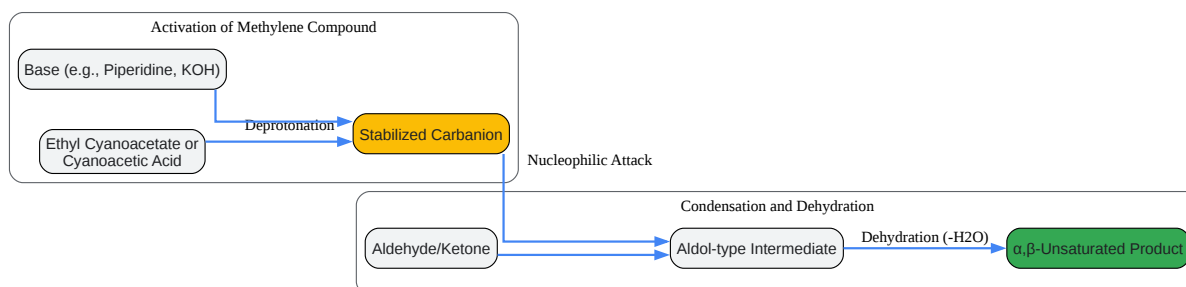 Activation of Methylene Compound
Base (e.g., Piperidine, KOH)
Deprotonation
Stabilized Carbanion
Ethyl Cyanoacetate or
Cyanoacetic Acid
Nucleophilic Attack
Condensation and Dehydration
Aldehyde/Ketone
Aldol-type Intermediate
Dehydration (-H2O)
α,β-Unsaturated Product